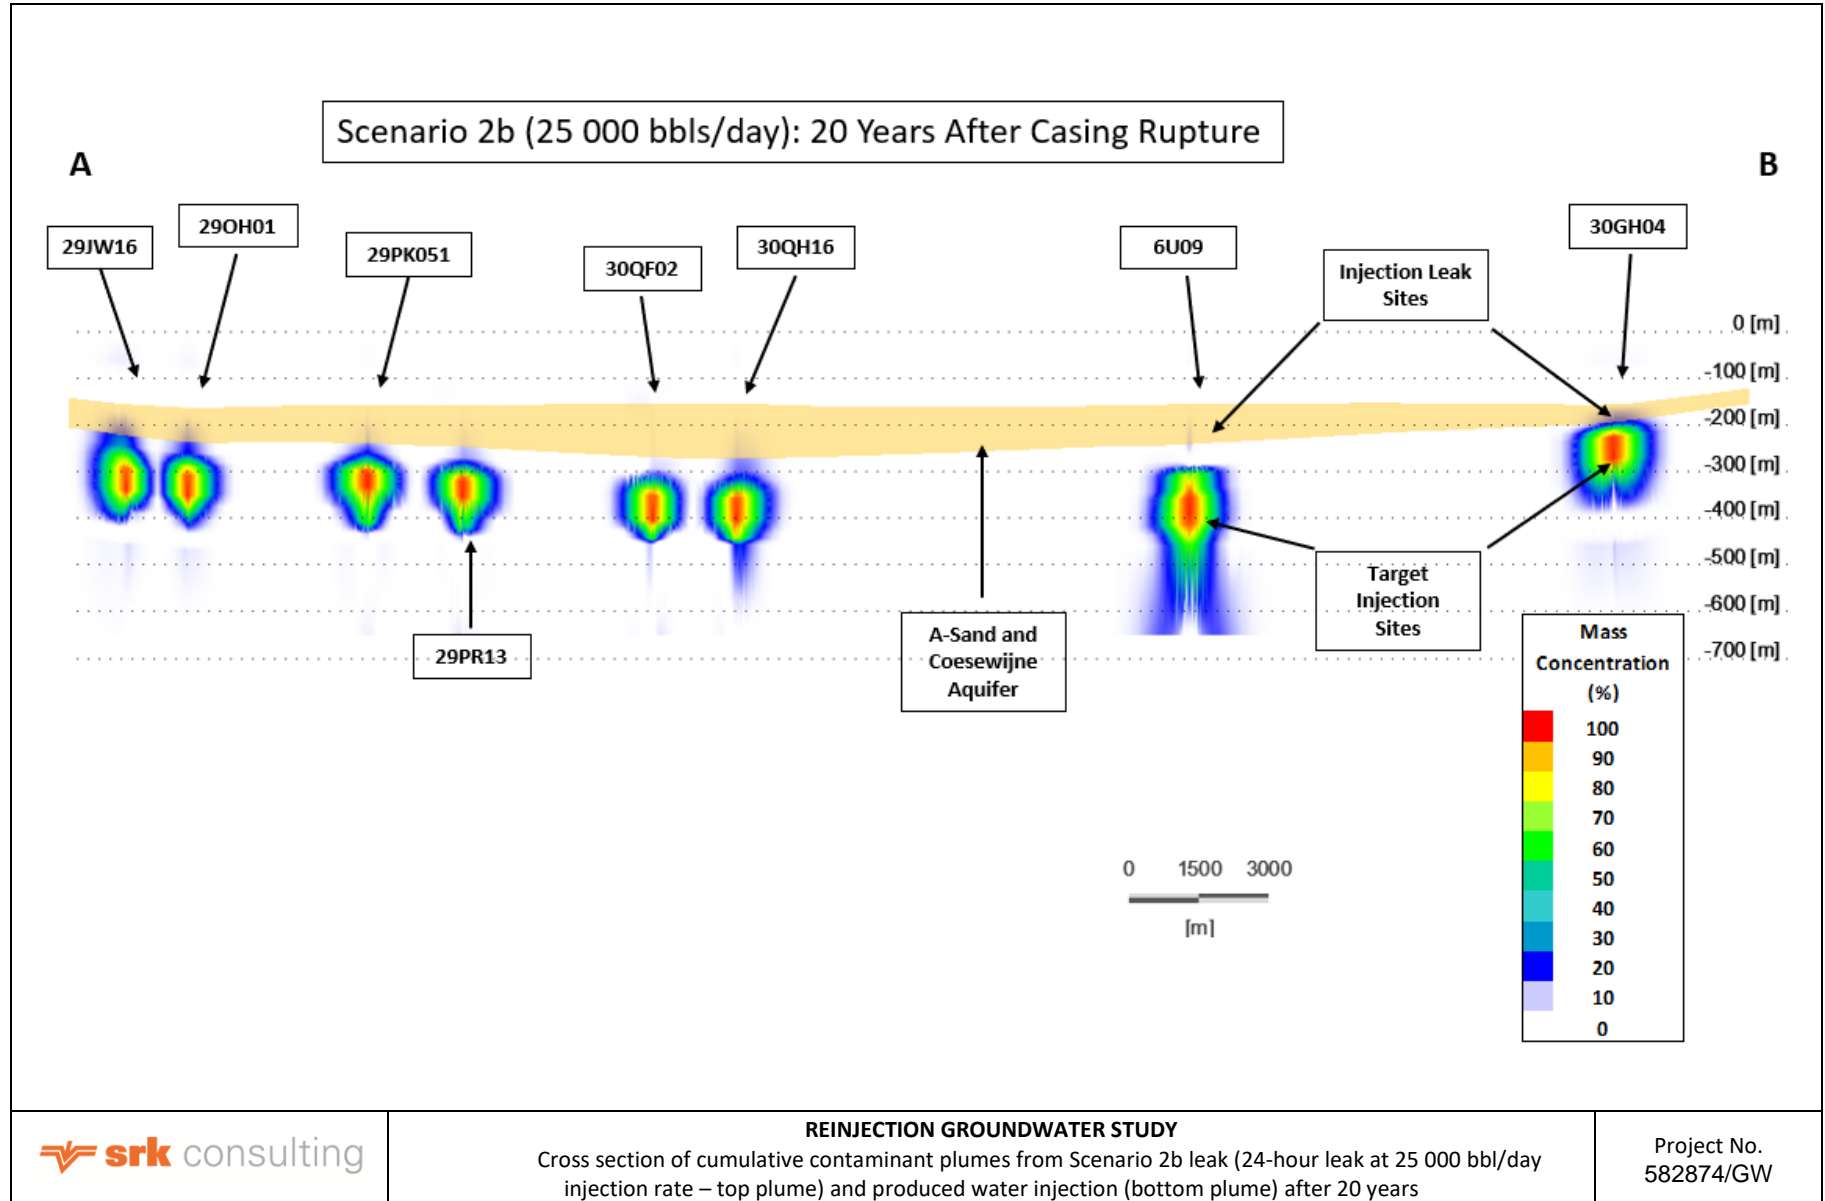 Scenario 2b (25 000 bbls/day): 20 Years After Casing Rupture
A
B
29JW16
29OH01
29PK051
30QF02
30QH16
6U09
Injection Leak
Sites
30GH04
0 [m]
-100 [m]
-200 [m]
-300 [m]
-400 [m]
-500 [m]
-600 [m]
-700 [m]
29PR13
A-Sand and
Coesewijne
Aquifer
Target
Injection
Sites
Mass
Concentration
(%)
100
90
80
70
60
50
40
30
20
10
0
0 1500 3000
[m]
srk consulting
REINJECTION GROUNDWATER STUDY
Cross section of cumulative contaminant plumes from Scenario 2b leak (24-hour leak at 25 000 bbl/day
injection rate – top plume) and produced water injection (bottom plume) after 20 years
Project No.
582874/GW